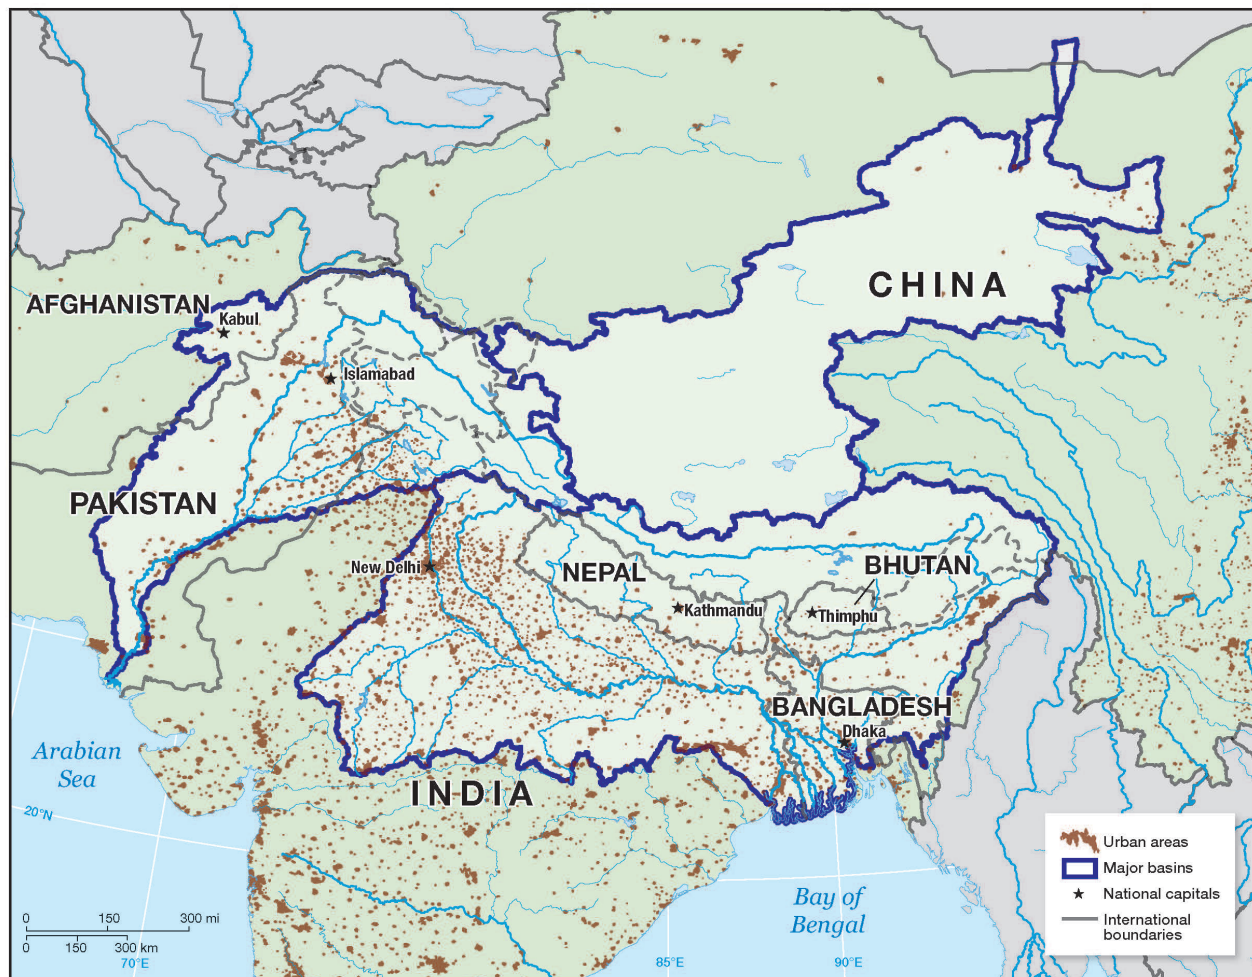 CHINA
AFGHANISTAN
Kabul
Islamabad
PAKISTAN
New Delhi
NEPAL
BHUTAN
Kathmandu
Thimphu
BANGLADESH
Dhaka
Arabian
Sea
INDIA
20°N
Bay of
Bengal
70°E
85°E
90°E
0 150 300 mi
0 150 300 km
Urban areas
Major basins
National capitals
International
boundaries